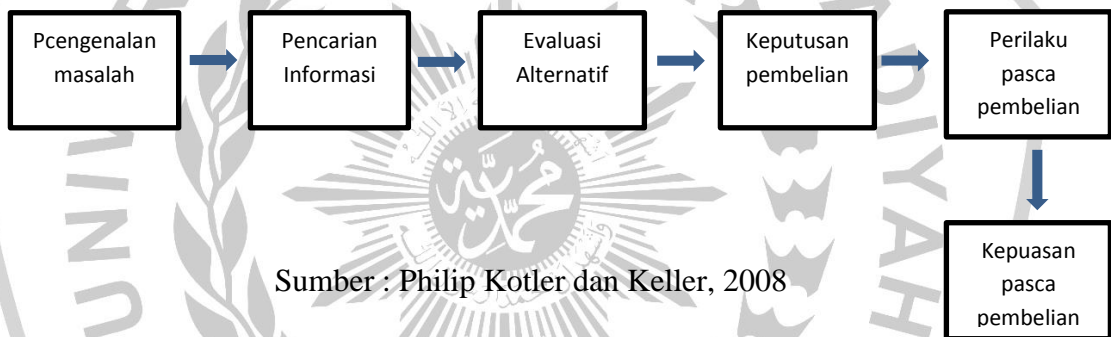 Pcengenalan
masalah
Pencarian
Informasi
Evaluasi
Alternatif
Keputusan
pembelian
Perilaku
pasca
pembelian
Kepuasan
pasca
pembelian
Sumber : Philip Kotler dan Keller, 2008